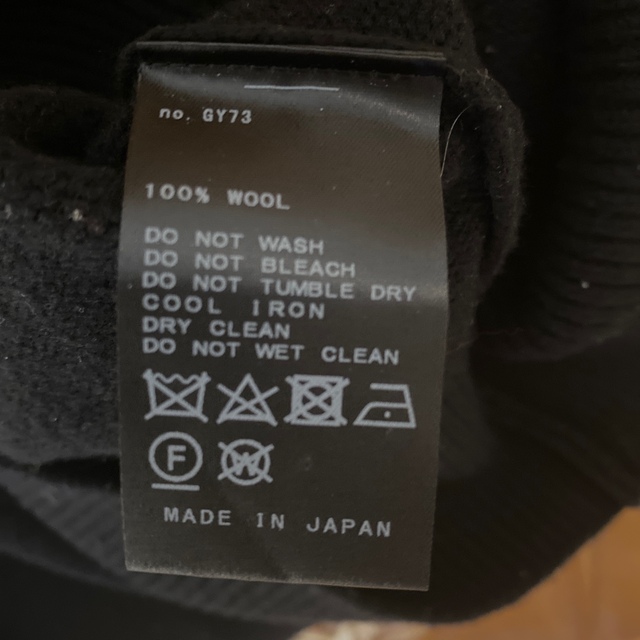 no. GY73
100% WOOL
DO NOT WASH
DO NOT BLEACH
DO NOT TUMBLE DRY
COOL IRON
DRY CLEAN
DO NOT WET CLEAN
F W
MADE IN JAPAN